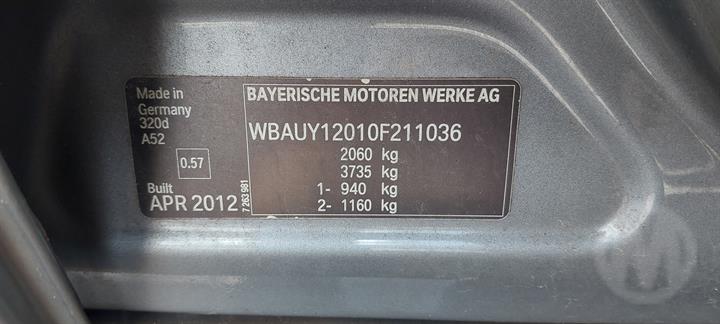 Made in
Germany
320d
A52
0.57
Built
APR 2012
7 263 981
BAYERISCHE MOTOREN WERKE AG
WBAUY12010F211036
2060 kg
3735 kg
1- 940 kg
2- 1160 kg
M